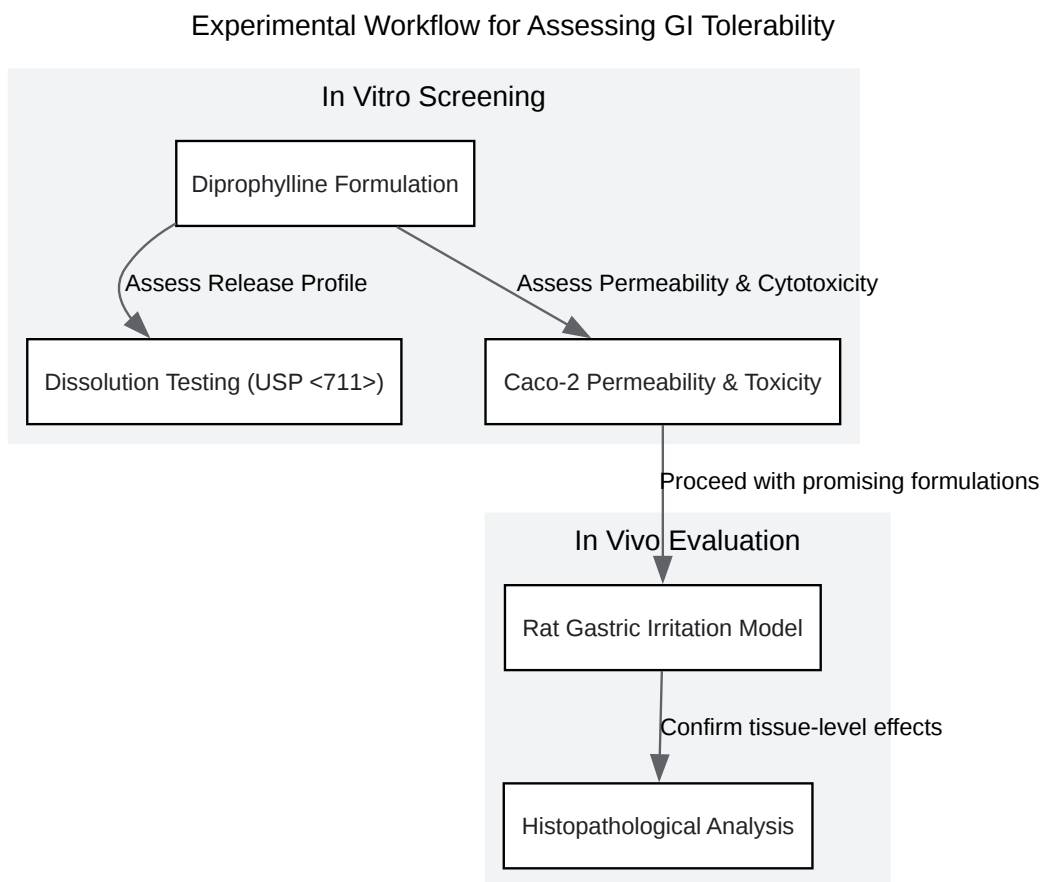 Experimental Workflow for Assessing GI Tolerability
In Vitro Screening
Diprophylline Formulation
Assess Release Profile
Assess Permeability & Cytotoxicity
Dissolution Testing (USP <711>)
Caco-2 Permeability & Toxicity
Proceed with promising formulations
In Vivo Evaluation
Rat Gastric Irritation Model
Confirm tissue-level effects
Histopathological Analysis